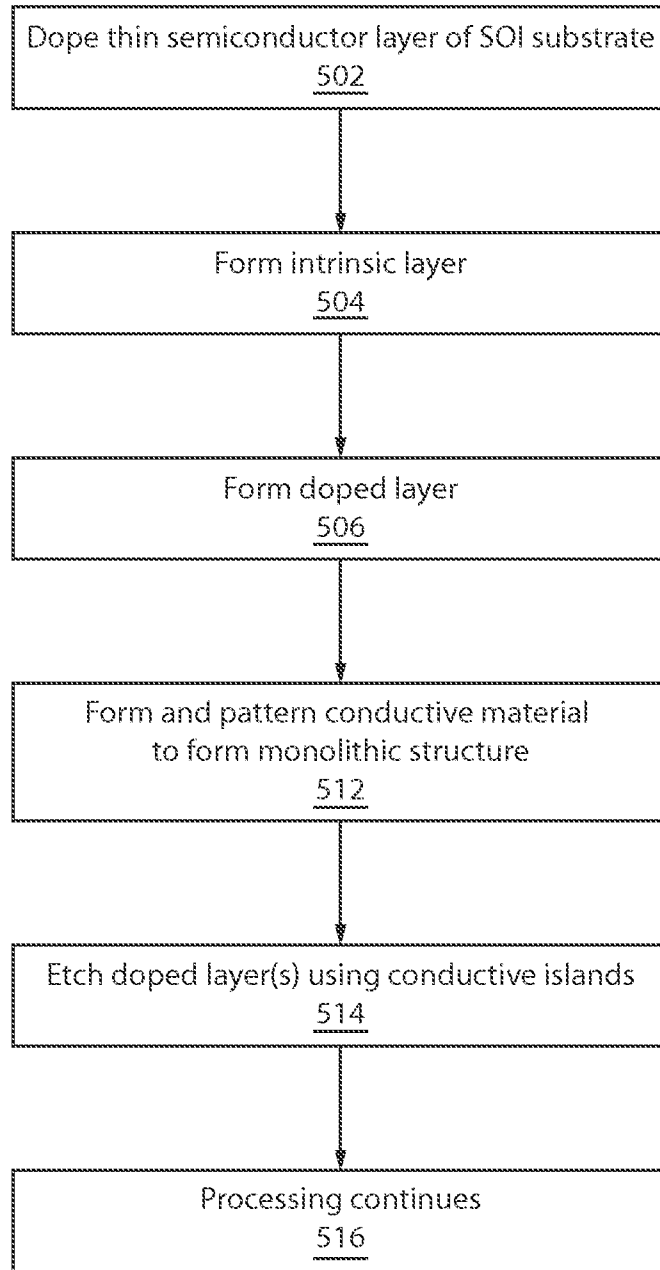 Dope thin semiconductor layer of SOI substrate
502
Form intrinsic layer
504
Form doped layer
506
Form and pattern conductive material
to form monolithic structure
512
Etch doped layer(s) using conductive islands
514
Processing continues
516